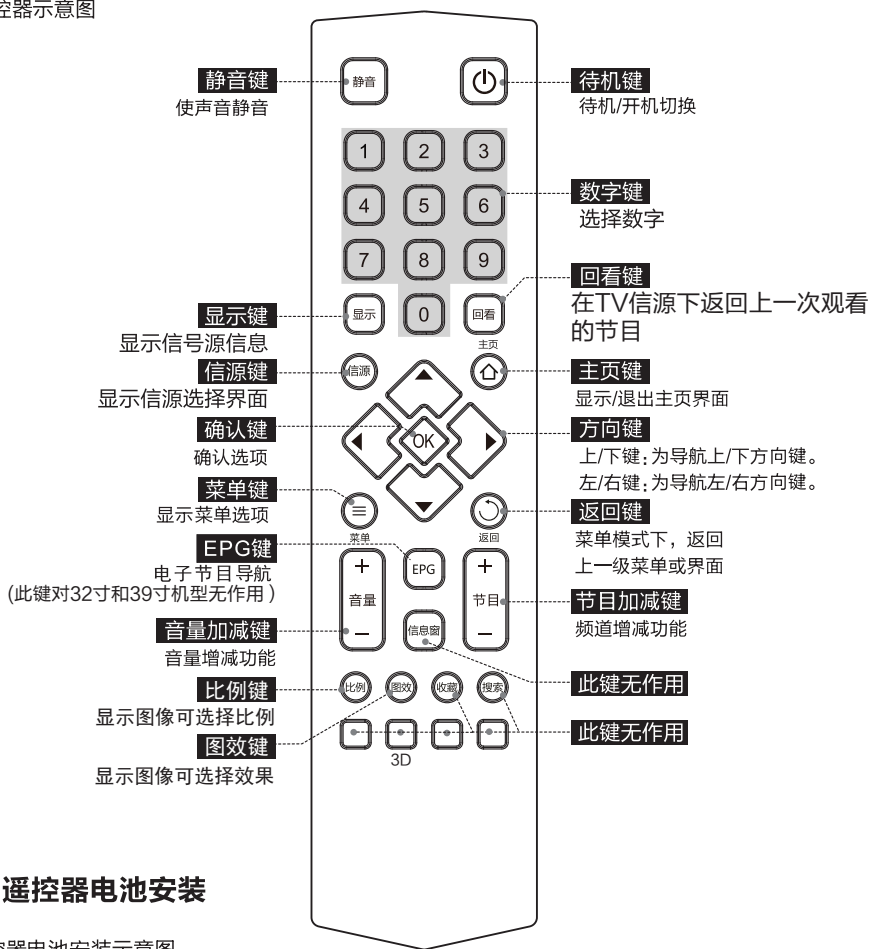 控器示意图
静音键
使声音静音
显示键
显示信号源信息
信源键
显示信源选择界面
确认键
确认选项
菜单键
显示菜单选项
EPG键
电子节目导航
(此键对32寸和39寸机型无作用)
音量加减键
音量增减功能
比例键
显示图像可选择比例
图效键
显示图像可选择效果
静音
1 2 3
4 5 6
7 8 9
显示 0 回看
主页
信源
OK
菜单
返回
+ EPG +
音量 节目
- 信息窗 -
比例 图效 收藏 搜索
3D
待机键
待机/开机切换
数字键
选择数字
回看键
在TV信源下返回上一次观看
的节目
主页键
显示/退出主页界面
方向键
上/下键:为导航上/下方向键。
左/右键:为导航左/右方向键。
返回键
菜单模式下，返回
上一级菜单或界面
节目加减键
频道增减功能
此键无作用
此键无作用
遥控器电池安装
控器电池安装示意图